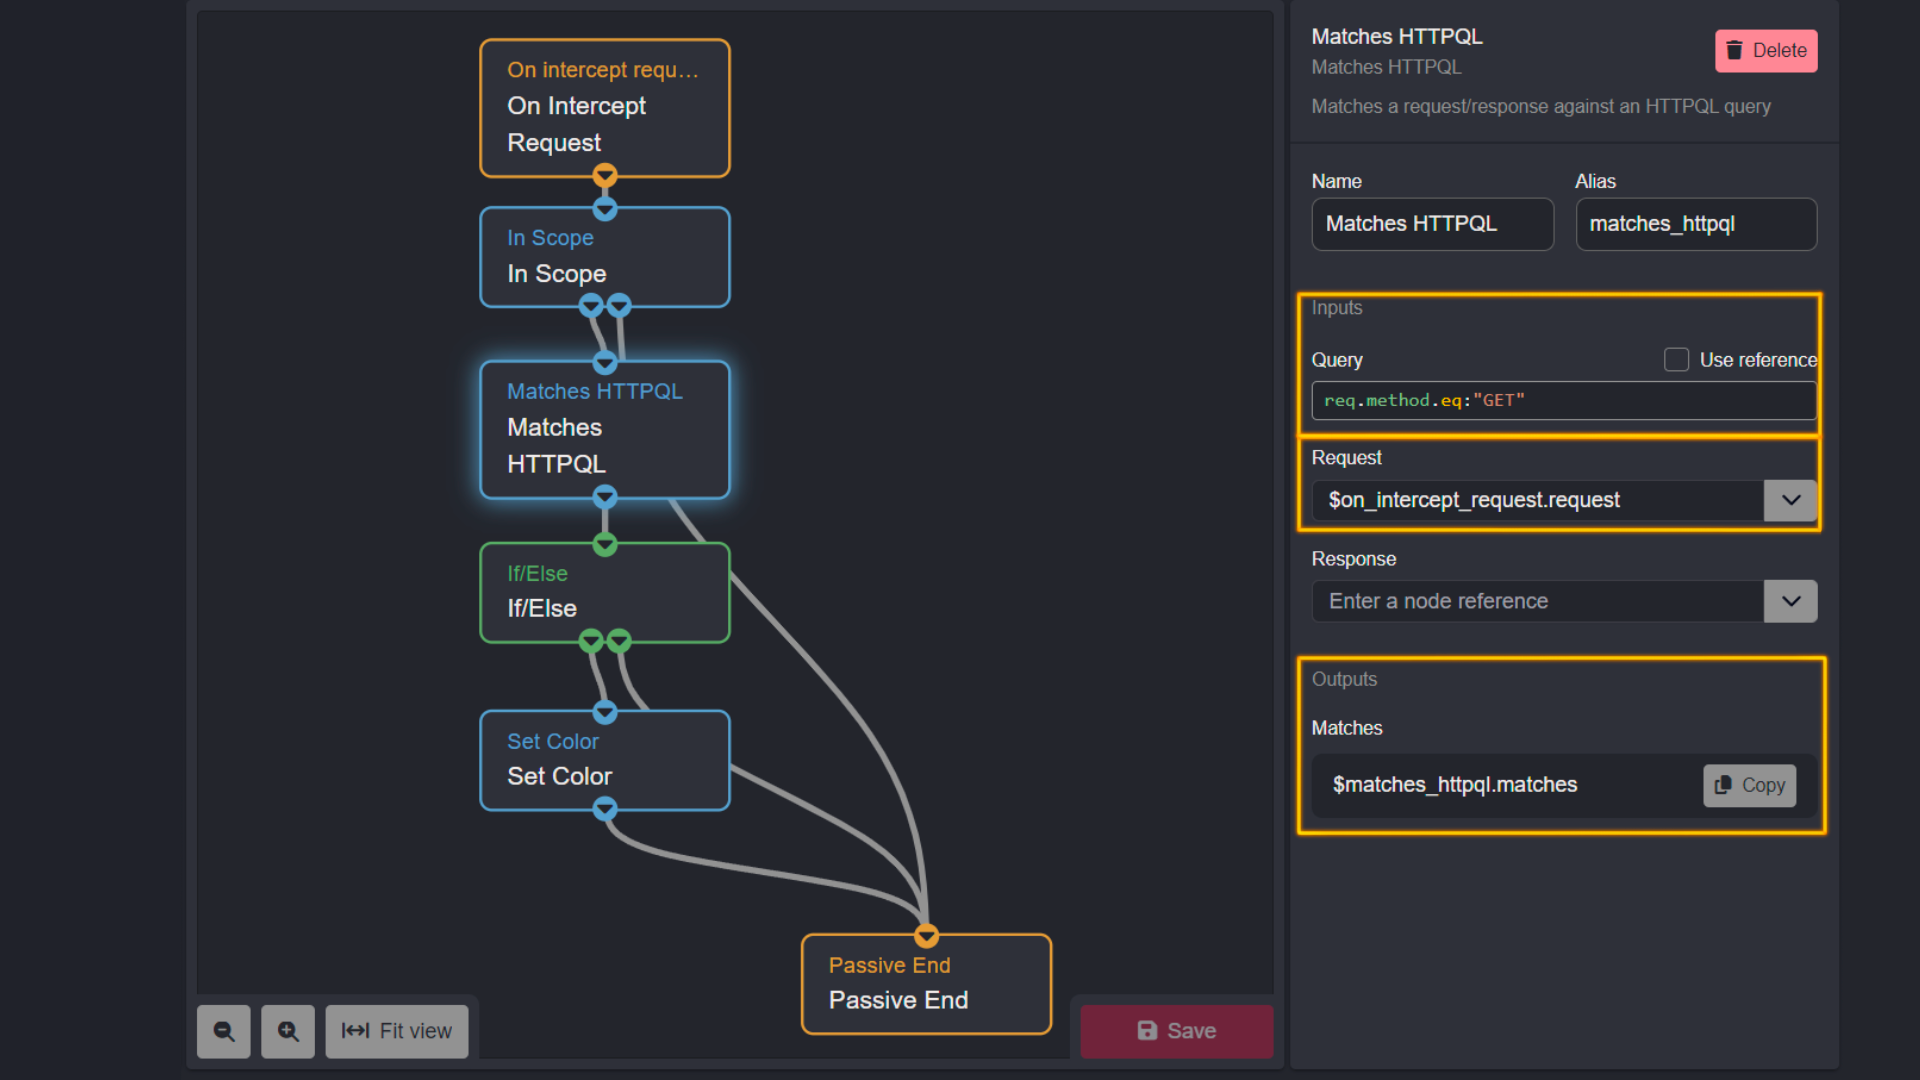 On intercept requ...
On Intercept
Request
In Scope
In Scope
Matches HTTPQL
Matches
HTTPQL
If/Else
If/Else
Set Color
Set Color
Passive End
Passive End
Fit view
Save
Matches HTTPQL
Matches HTTPQL
Delete
Matches a request/response against an HTTPQL query
Name
Alias
Matches HTTPQL
matches_httpql
Inputs
Query
Use reference
req.method.eq:"GET"
Request
$on_intercept_request.request
Response
Enter a node reference
Outputs
Matches
$matches_httpql.matches
Copy